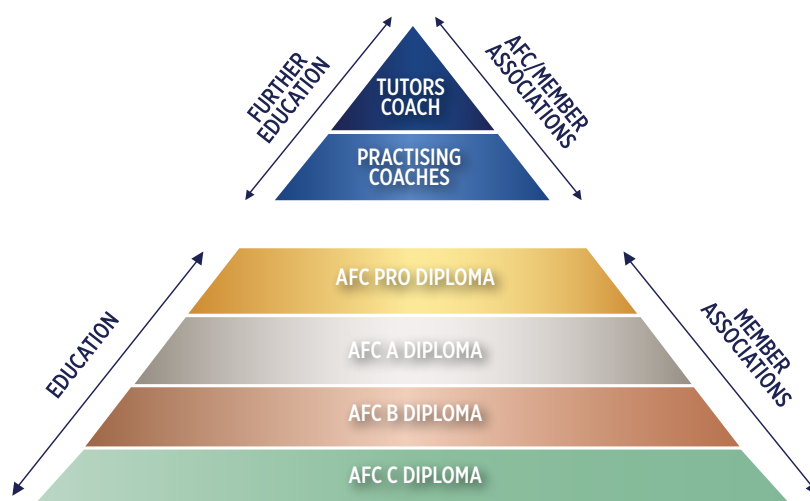 FURTHER
EDUCATION
AFC/MEMBER
ASSOCIATIONS
TUTORS
COACH
PRACTISING
COACHES
EDUCATION
MEMBER
ASSOCIATIONS
AFC PRO DIPLOMA
AFC A DIPLOMA
AFC B DIPLOMA
AFC C DIPLOMA